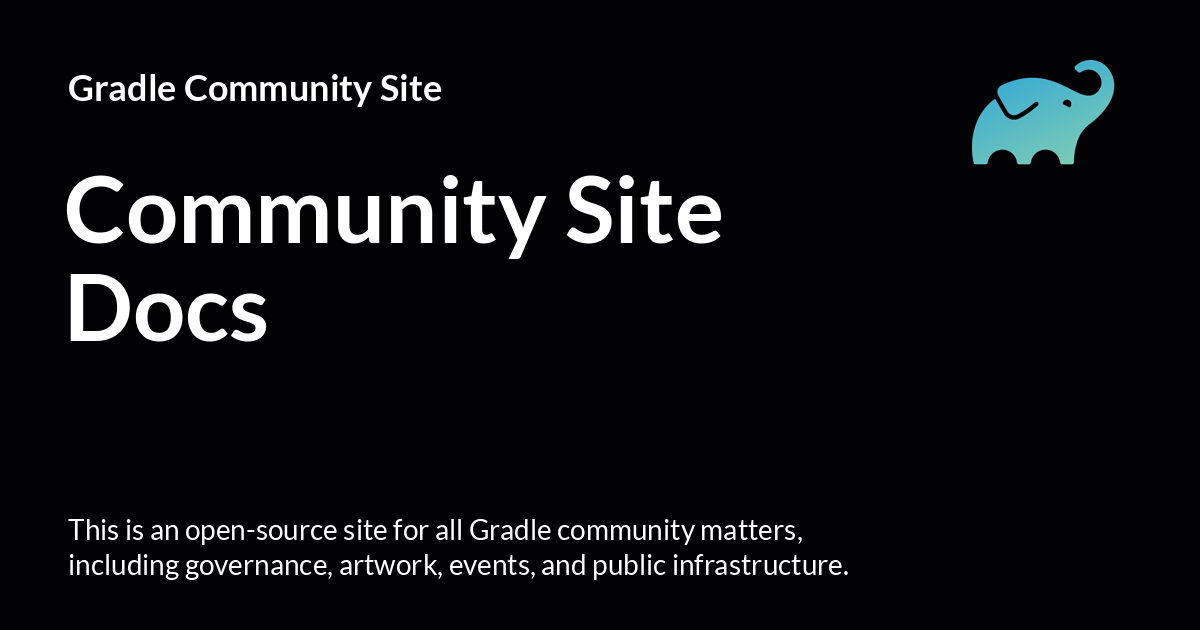 Gradle Community Site
Community Site
Docs
This is an open-source site for all Gradle community matters,
including governance, artwork, events, and public infrastructure.